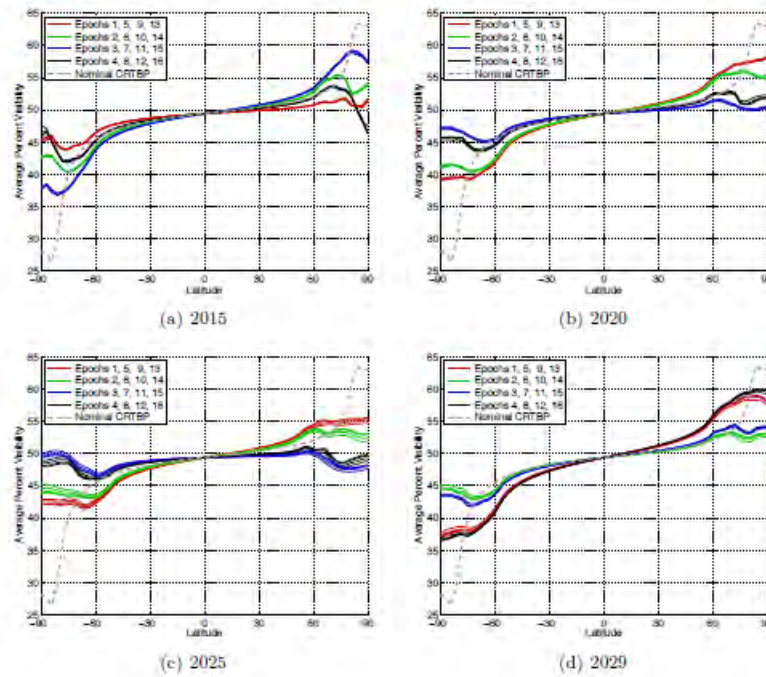 65
60
55
50
45
40
35
30
25
Average Percent Visibility
Epochs 1, 5, 9, 13
Epochs 2, 6, 10, 14
Epochs 3, 7, 11, 15
Epochs 4, 8, 12, 16
Nominal CRTBP
−90 −60 −30 0 30 60 90
Latitude
(a) 2015
65
60
55
50
45
40
35
30
25
Average Percent Visibility
Epochs 1, 5, 9, 13
Epochs 2, 6, 10, 14
Epochs 3, 7, 11, 15
Epochs 4, 8, 12, 16
Nominal CRTBP
−90 −60 −30 0 30 60 90
Latitude
(b) 2020
65
60
55
50
45
40
35
30
25
Average Percent Visibility
Epochs 1, 5, 9, 13
Epochs 2, 6, 10, 14
Epochs 3, 7, 11, 15
Epochs 4, 8, 12, 16
Nominal CRTBP
−90 −60 −30 0 30 60 90
Latitude
(c) 2025
65
60
55
50
45
40
35
30
25
Average Percent Visibility
Epochs 1, 5, 9, 13
Epochs 2, 6, 10, 14
Epochs 3, 7, 11, 15
Epochs 4, 8, 12, 16
Nominal CRTBP
−90 −60 −30 0 30 60 90
Latitude
(d) 2029